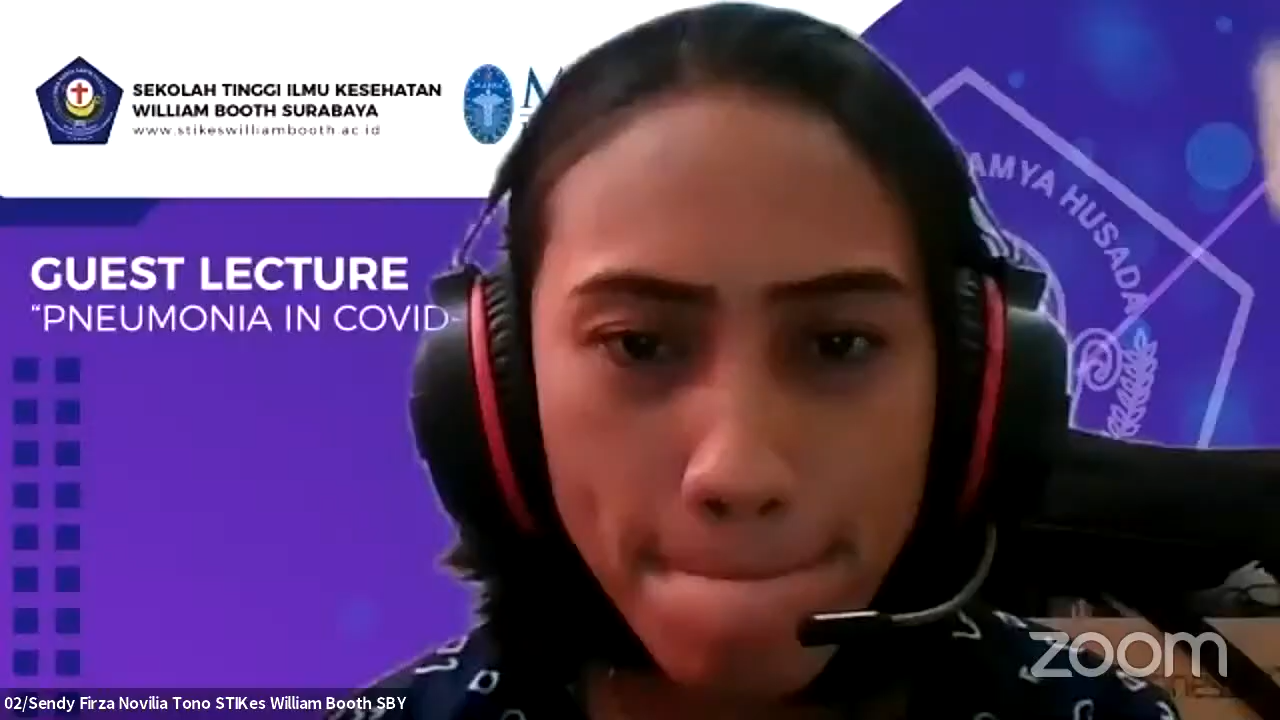 SEKOLAH TINGGI ILMU KESEHATAN
WILLIAM BOOTH SURABAYA
www.stikeswilliambooth.ac.id
GUEST LECTURE
“PNEUMONIA IN COVID-
AMYA HUSADA
zoom
02/Sendy Firza Novilia Tono STIKes William Booth SBY